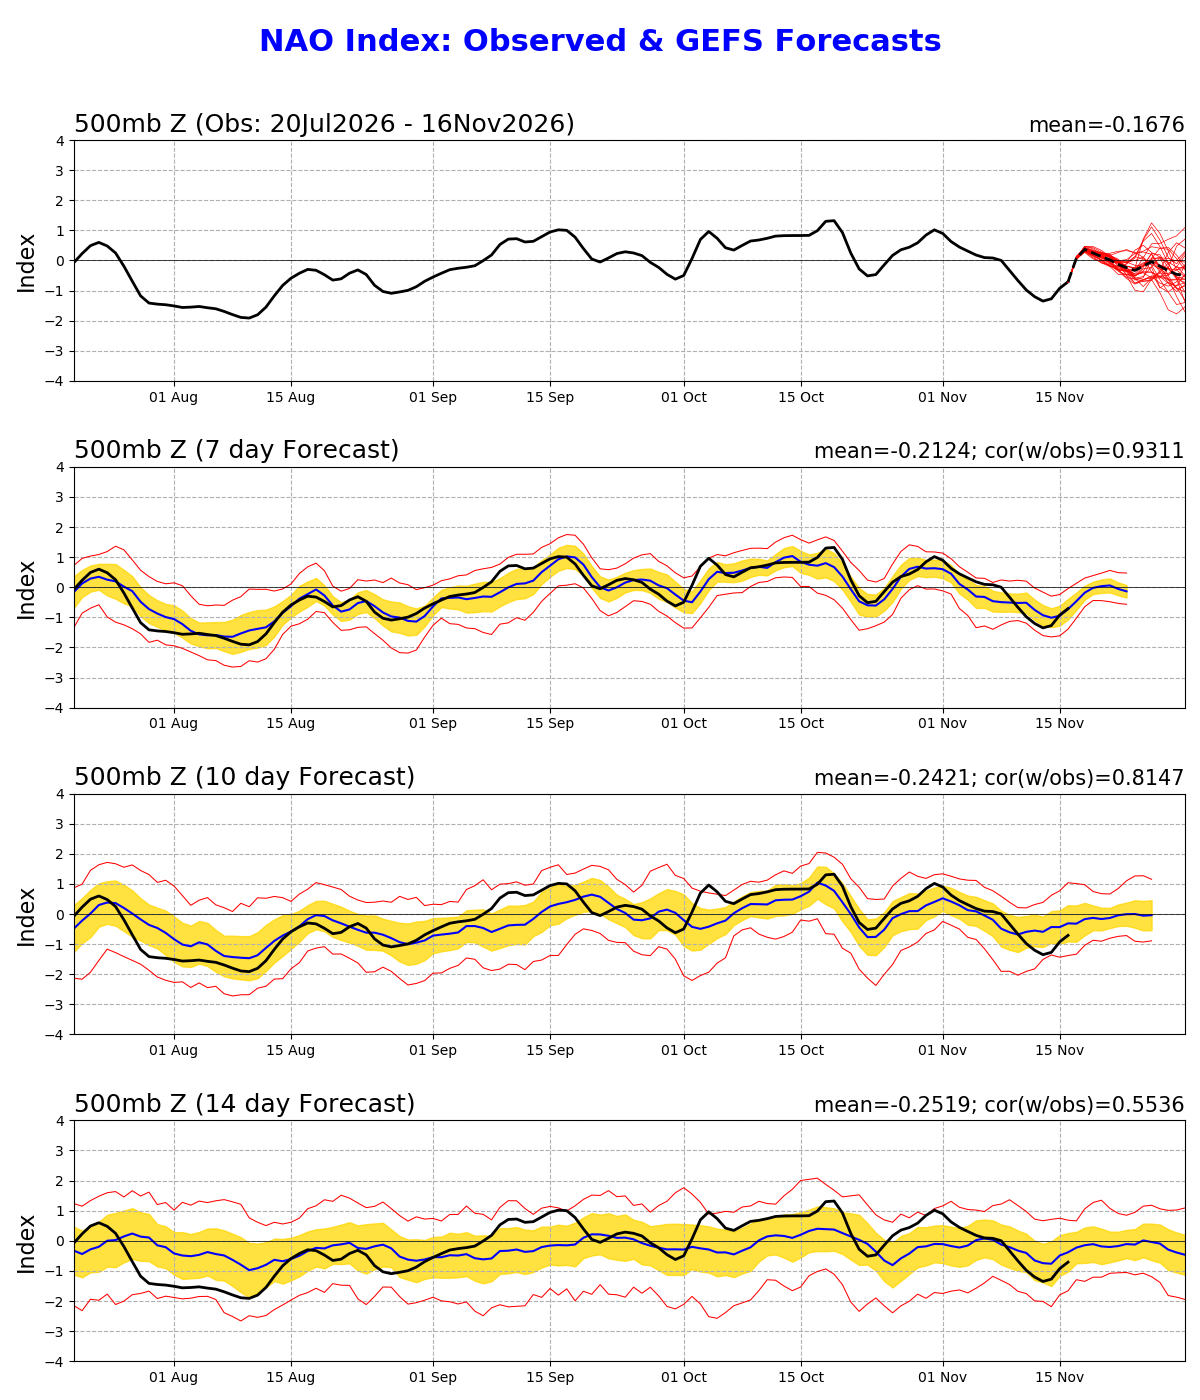 NAO Index: Observed & GEFS Forecasts
500mb Z (Obs: 20Jul2026 - 16Nov2026) mean=-0.1676
Index
4
3
2
1
0
−1
−2
−3
−4
01 Aug 15 Aug 01 Sep 15 Sep 01 Oct 15 Oct 01 Nov 15 Nov
500mb Z (7 day Forecast) mean=-0.2124; cor(w/obs)=0.9311
Index
4
3
2
1
0
−1
−2
−3
−4
01 Aug 15 Aug 01 Sep 15 Sep 01 Oct 15 Oct 01 Nov 15 Nov
500mb Z (10 day Forecast) mean=-0.2421; cor(w/obs)=0.8147
Index
4
3
2
1
0
−1
−2
−3
−4
01 Aug 15 Aug 01 Sep 15 Sep 01 Oct 15 Oct 01 Nov 15 Nov
500mb Z (14 day Forecast) mean=-0.2519; cor(w/obs)=0.5536
Index
4
3
2
1
0
−1
−2
−3
−4
01 Aug 15 Aug 01 Sep 15 Sep 01 Oct 15 Oct 01 Nov 15 Nov